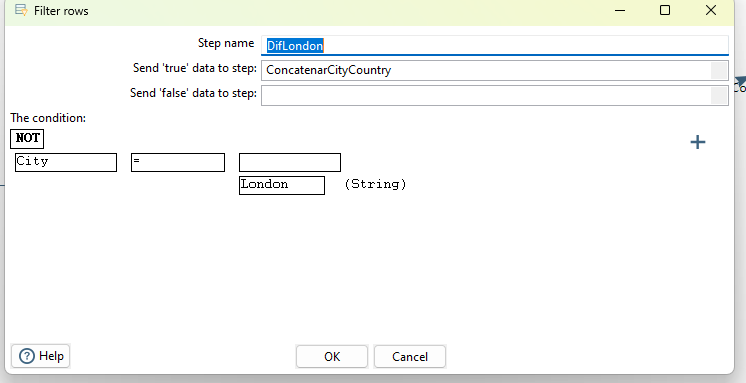 Filter rows
Step name DifLondon
Send 'true' data to step: ConcatenarCityCountry
Send 'false' data to step:
The condition:
NOT
City =
London (String)
Help OK Cancel